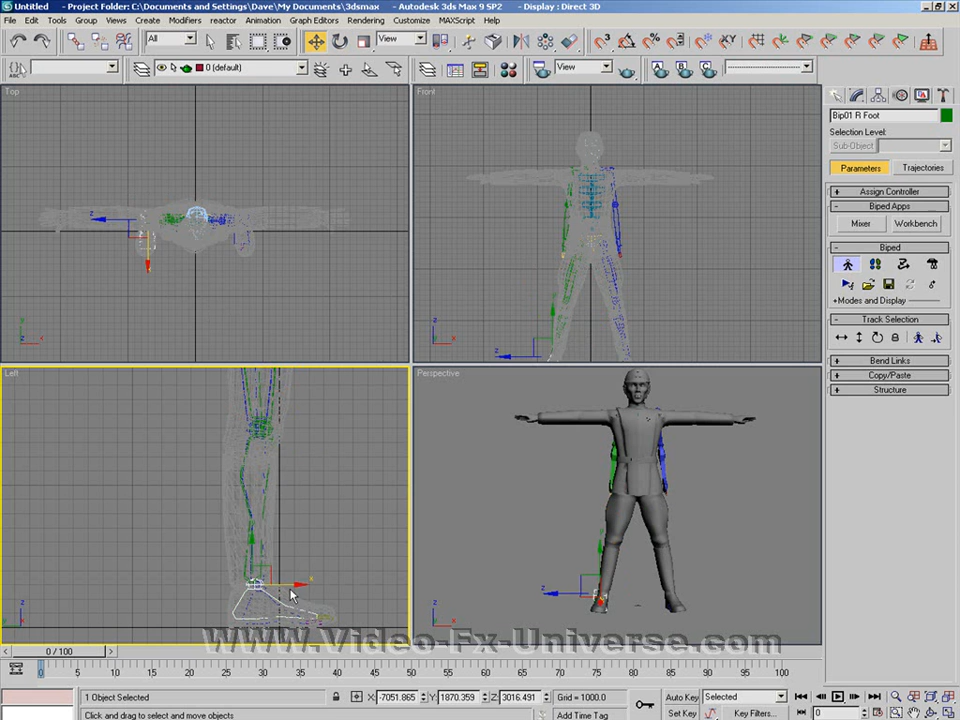 Untitled - Project Folder: C:\Documents and Settings\Dave\My Documents\3dsmax - Autodesk 3ds Max 9 SP2 - Display : Direct 3D
File Edit Tools Group Views Create Modifiers reactor Animation Graph Editors Rendering Customize MAXScript Help
All View
0 (default) View
Top
Front
Left
Perspective
Bip01 R Foot
Selection Level:
Sub-Object
Parameters Trajectories
+ Assign Controller
- Biped Apps
Mixer Workbench
- Biped
+Modes and Display
- Track Selection
+ Bend Links
+ Copy/Paste
+ Structure
www.Video-Fx-Universe.com
0 / 100
0 5 10 15 20 25 30 35 40 45 50 55 60 65 70 75 80 85 90 95 100
1 Object Selected X: -7051.865 Y: 1870.359 Z: 3016.491 Grid = 1000.0 Auto Key Selected
Click and drag to select and move objects Add Time Tag Set Key Key Filters... 0